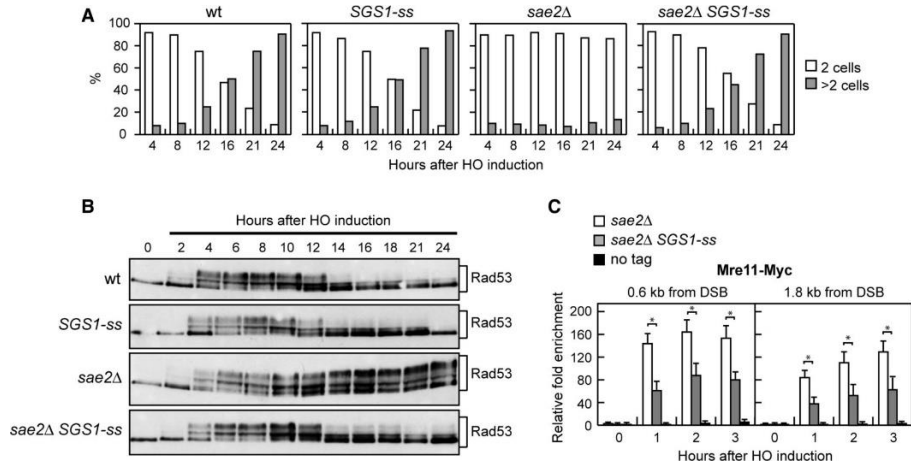 A
wt
SGS1-ss
sae2Δ
sae2Δ SGS1-ss
100
80
60
40
20
0
%
4 8 12 16 21 24
4 8 12 16 21 24
4 8 12 16 21 24
4 8 12 16 21 24
Hours after HO induction
2 cells
>2 cells
B
Hours after HO induction
0 2 4 6 8 10 12 14 16 18 21 24
wt
Rad53
SGS1-ss
Rad53
sae2Δ
Rad53
sae2Δ SGS1-ss
Rad53
C
sae2Δ
sae2Δ SGS1-ss
no tag
Mre11-Myc
0.6 kb from DSB
1.8 kb from DSB
Relative fold enrichment
200
160
120
80
40
0
* * *
* * *
0 1 2 3
0 1 2 3
Hours after HO induction